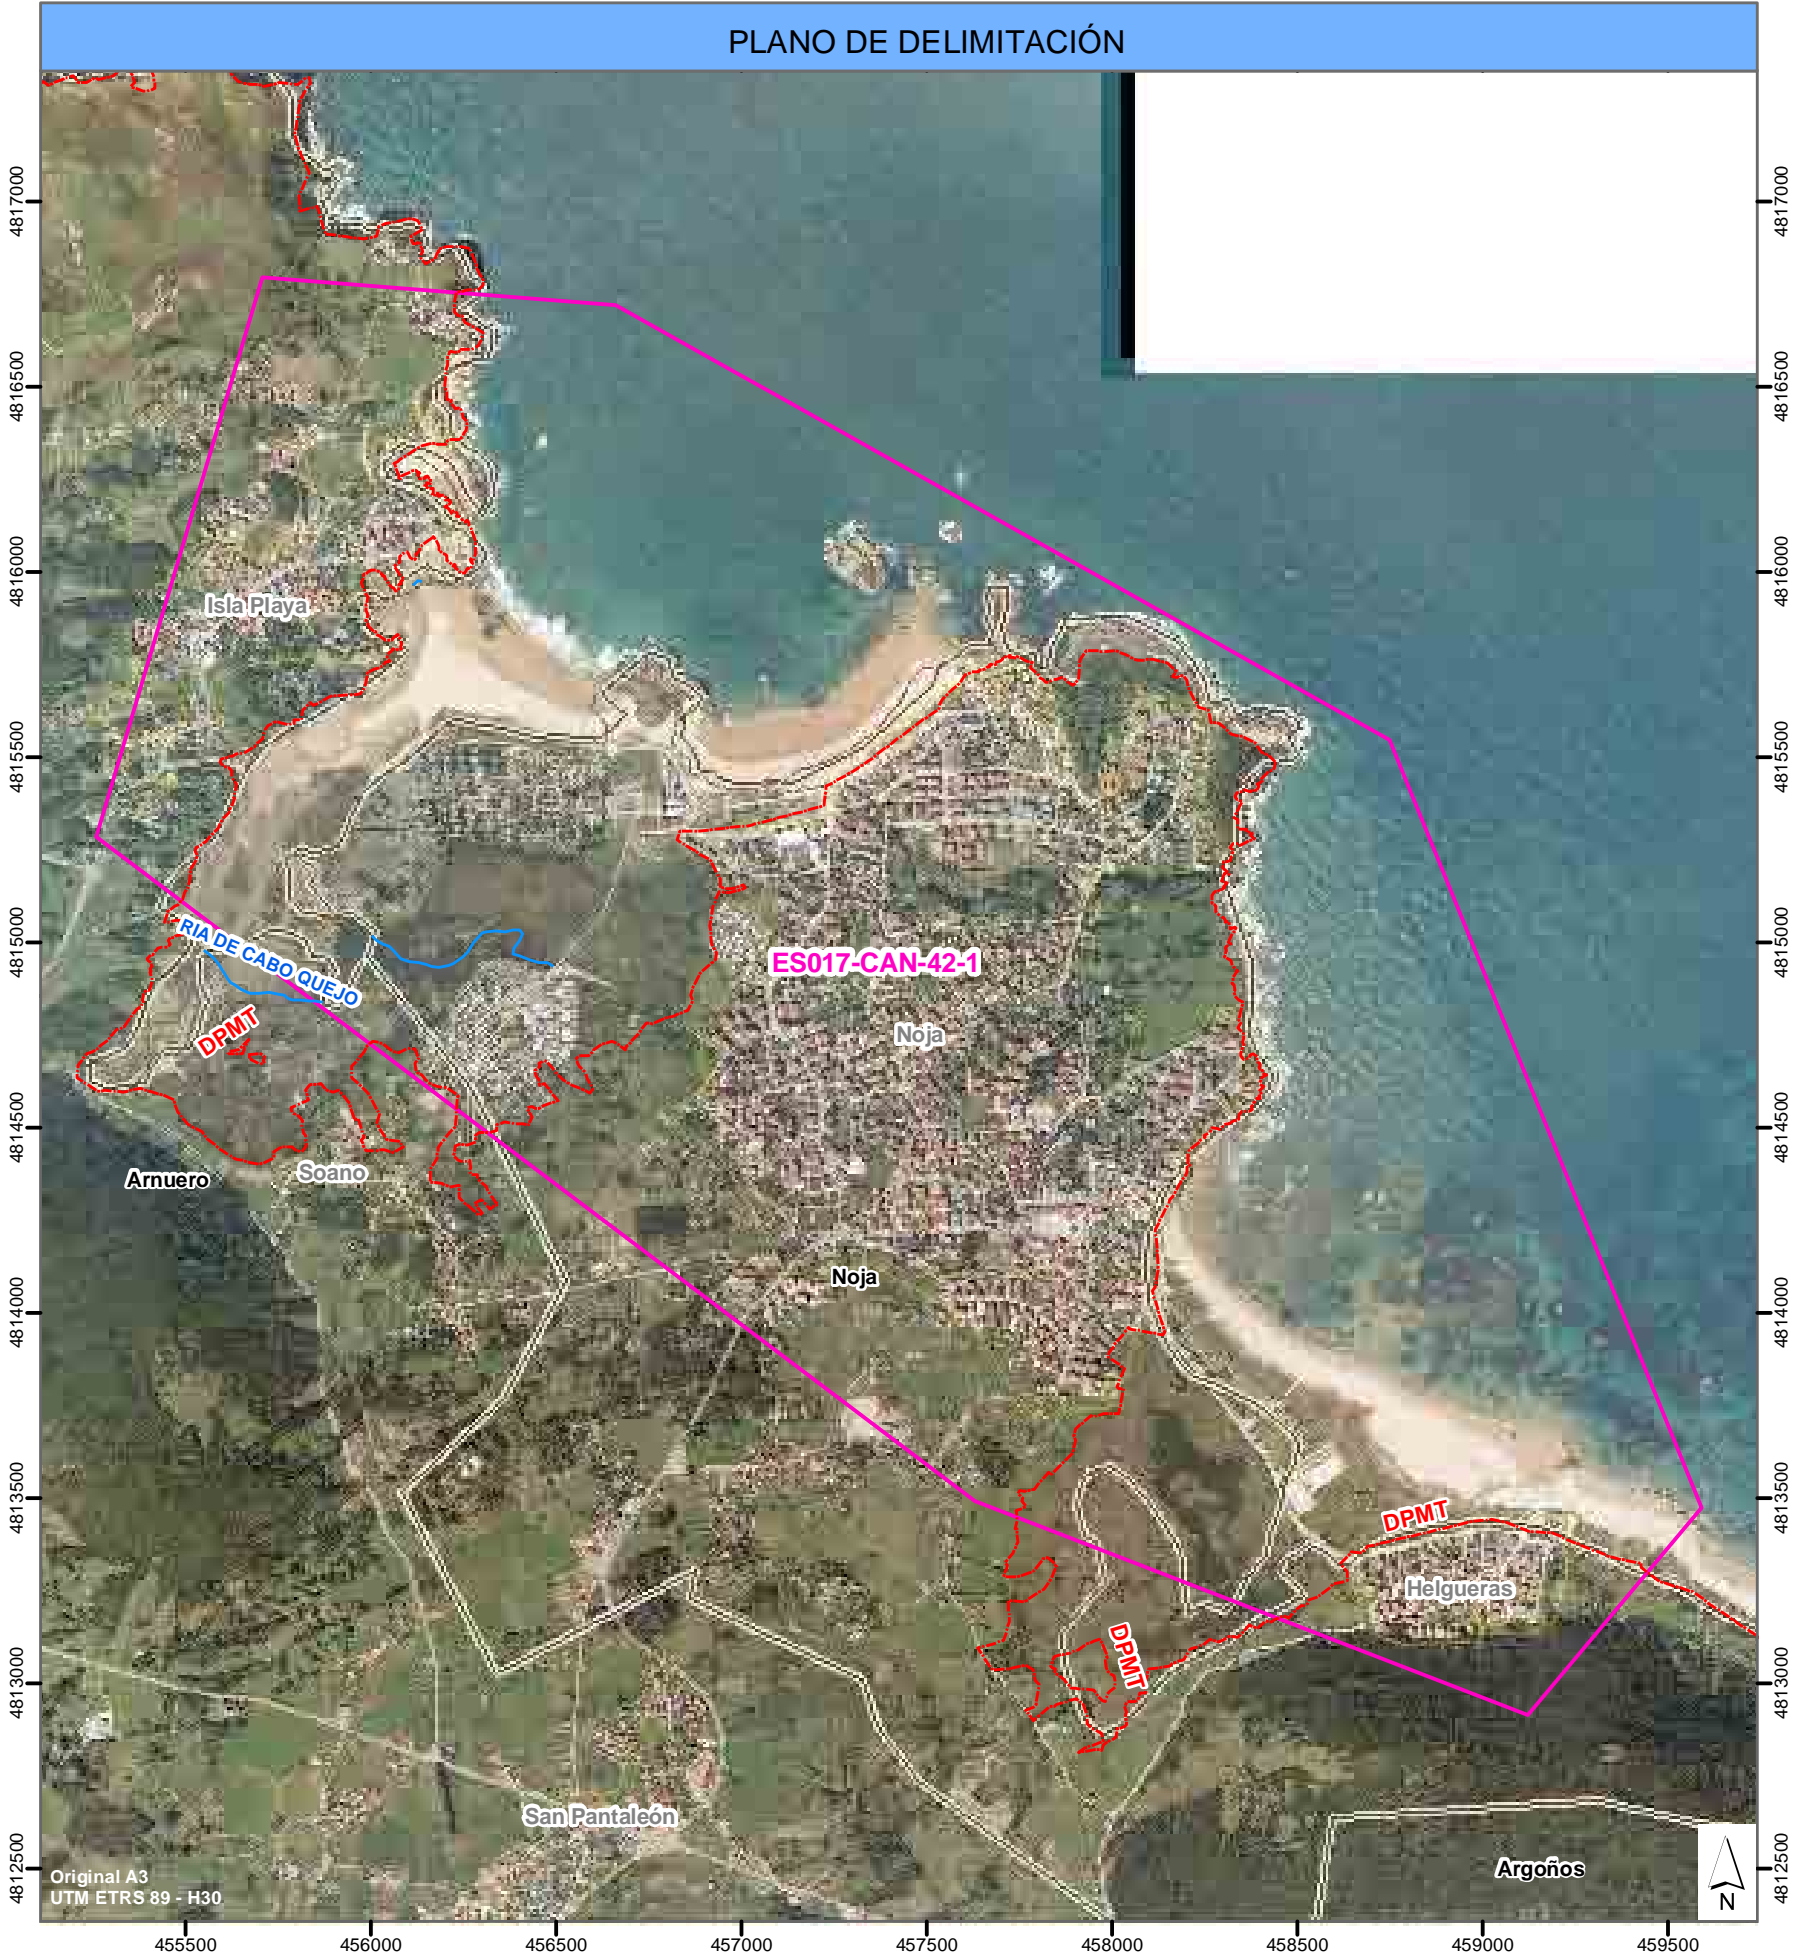 PLANO DE DELIMITACIÓN
4817000
4817000
4816500
4816500
4816000
4816000
Isla Playa
4815500
4815500
4815000
4815000
RIA DE CABO QUEJO
ES017-CAN-42-1
DPMT
Noja
4814500
4814500
Arnuero
Soano
Noja
4814000
4814000
4813500
4813500
DPMT
Helgueras
DPMT
4813000
4813000
San Pantaleón
4812500
4812500
Argoños
Original A3
UTM ETRS 89 - H30
N
455500
456000
456500
457000
457500
458000
458500
459000
459500